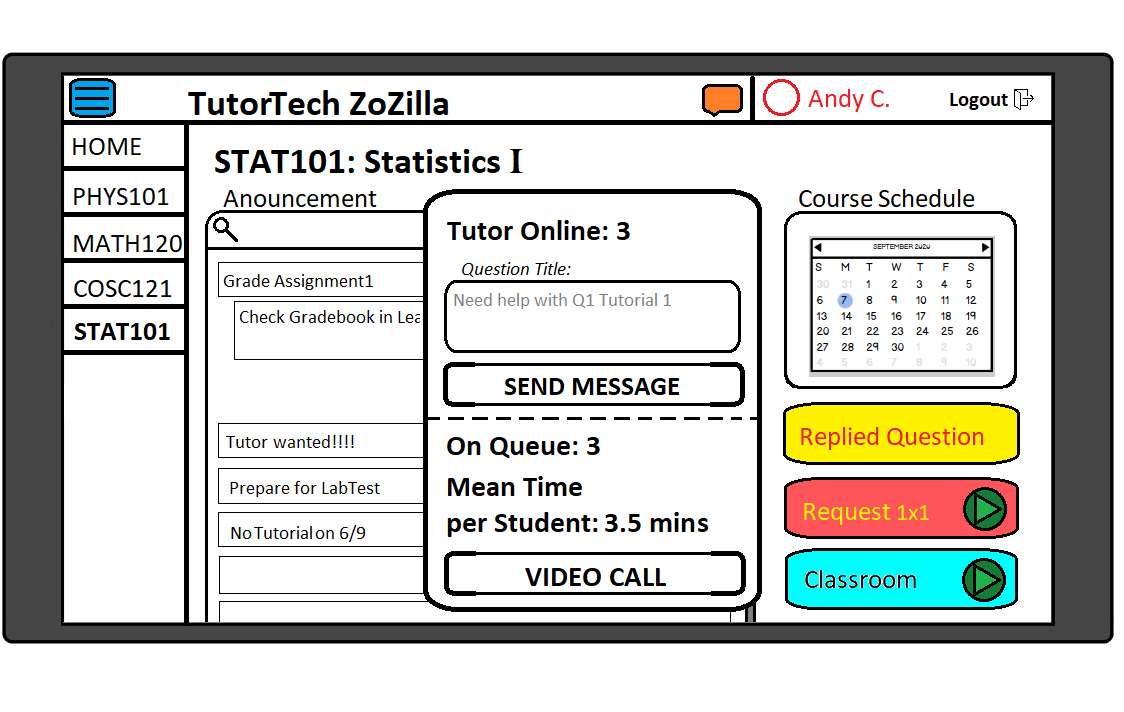 TutorTech ZoZilla
Andy C.
Logout
HOME
PHYS101
MATH120
COSC121
STAT101
STAT101: Statistics I
Anouncement
Grade Assignment1
Check Gradebook in Lea
Tutor wanted!!!!
Prepare for LabTest
No Tutorial on 6/9
Tutor Online: 3
Question Title:
Need help with Q1 Tutorial 1
SEND MESSAGE
On Queue: 3
Mean Time
per Student: 3.5 mins
VIDEO CALL
Course Schedule
SEPTEMBER 2020
S M T W T F S
30 31 1 2 3 4 5
6 7 8 9 10 11 12
13 14 15 16 17 18 19
20 21 22 23 24 25 26
27 28 29 30 1 2 3
4 5 6 7 8 9 10
Replied Question
Request 1x1
Classroom